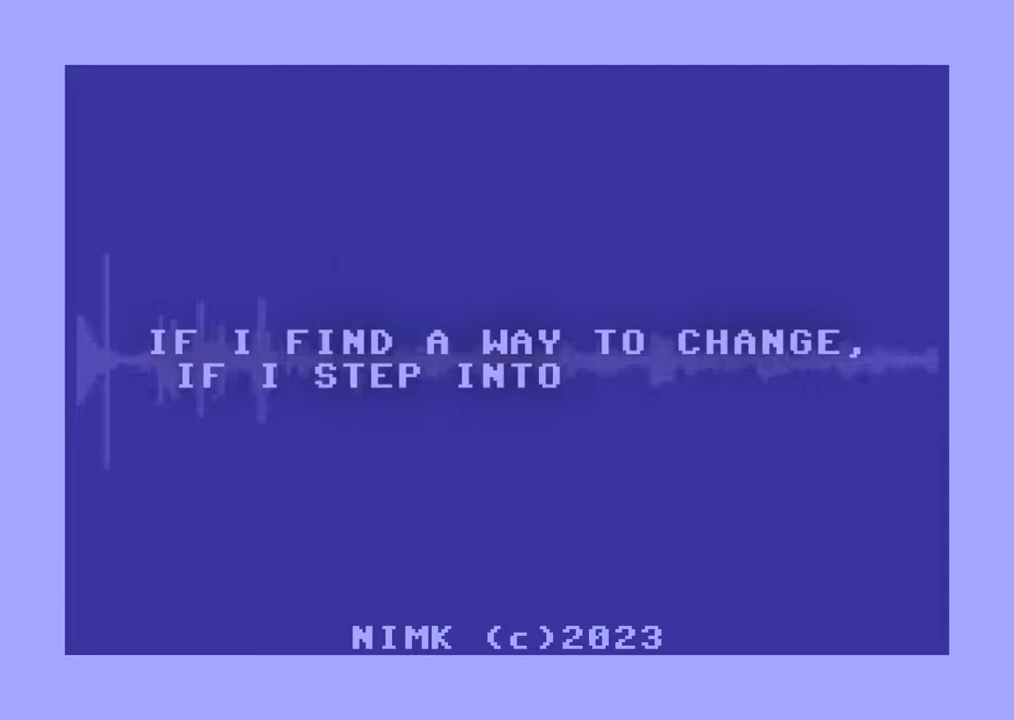 IF I FIND A WAY TO CHANGE,
IF I STEP INTO
NIMK (c)2023